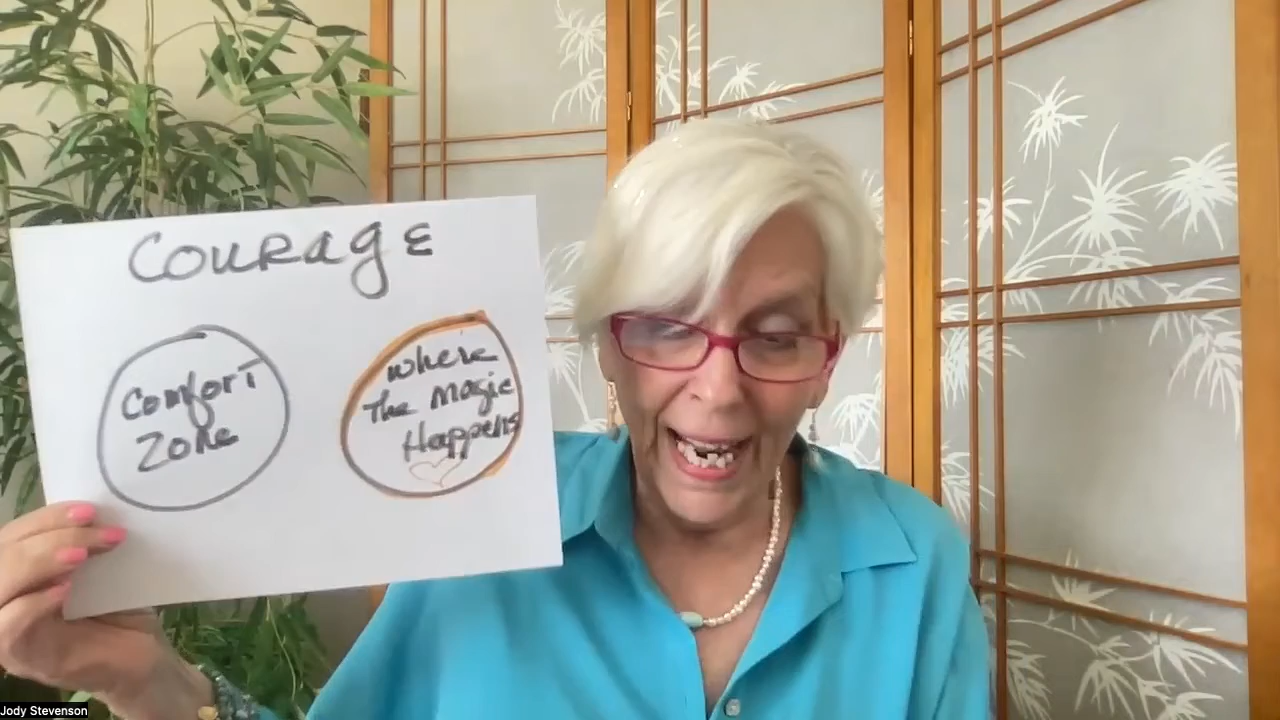 Courage
Comfort
Zone
where
The Magic
Happens
Jody Stevenson